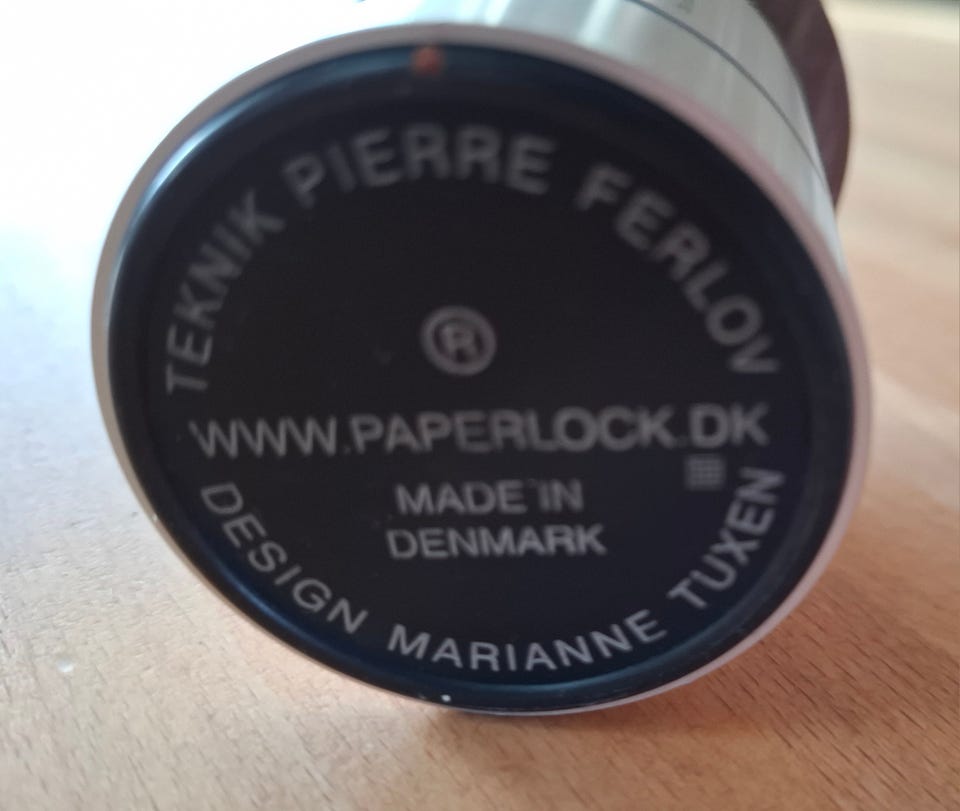 TEKNIK PIERRE FERLOV
®
WWW.PAPERLOCK.DK
MADE IN
DENMARK
DESIGN MARIANNE TUXEN